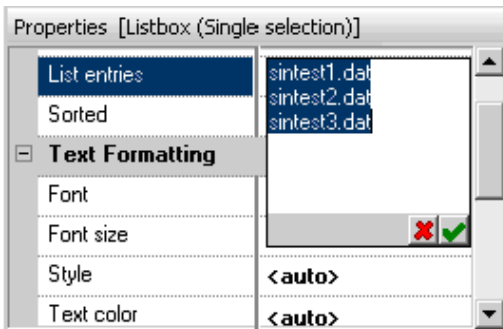 Properties [Listbox (Single selection)]
List entries
sintest1.dat
sintest2.dat
sintest3.dat
Sorted
Text Formatting
Font
Font size
Style <auto>
Text color <auto>